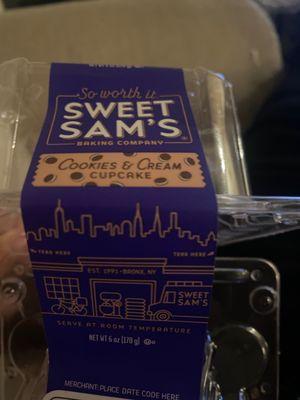 So worth it
SWEET
SAM'S®
BAKING COMPANY
COOKIES & CREAM
CUPCAKE
TEAR HERE TEAR HERE
EST. 1991•BRONX, NY
SWEET
SAM'S
SERVE AT ROOM TEMPERATURE
NET WT 6 oz (170 g)
MERCHANT: PLACE DATE CODE HERE